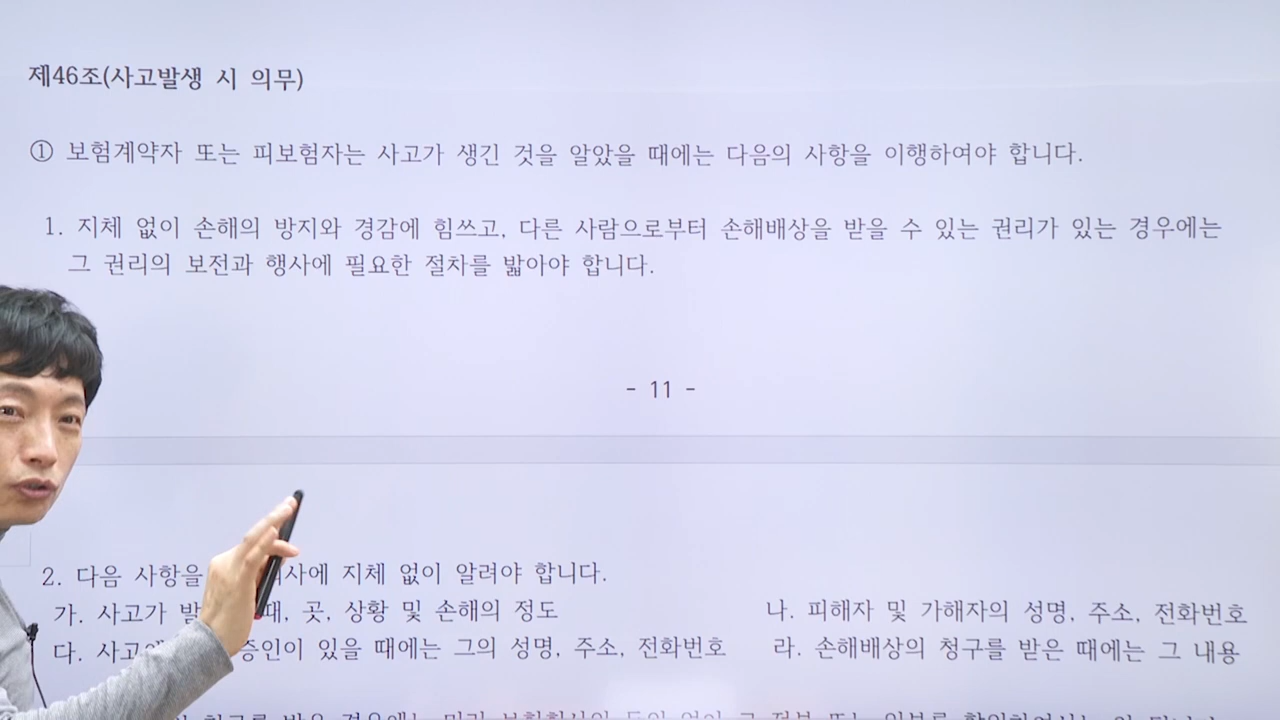 제46조(사고발생 시 의무)
① 보험계약자 또는 피보험자는 사고가 생긴 것을 알았을 때에는 다음의 사항을 이행하여야 합니다.
1. 지체 없이 손해의 방지와 경감에 힘쓰고, 다른 사람으로부터 손해배상을 받을 수 있는 권리가 있는 경우에는
그 권리의 보전과 행사에 필요한 절차를 밟아야 합니다.
- 11 -
2. 다음 사항을 지체 없이 알려야 합니다.
가. 사고가 때, 곳, 상황 및 손해의 정도 나. 피해자 및 가해자의 성명, 주소, 전화번호
다. 증인이 있을 때에는 그의 성명, 주소, 전화번호 라. 손해배상의 청구를 받은 때에는 그 내용